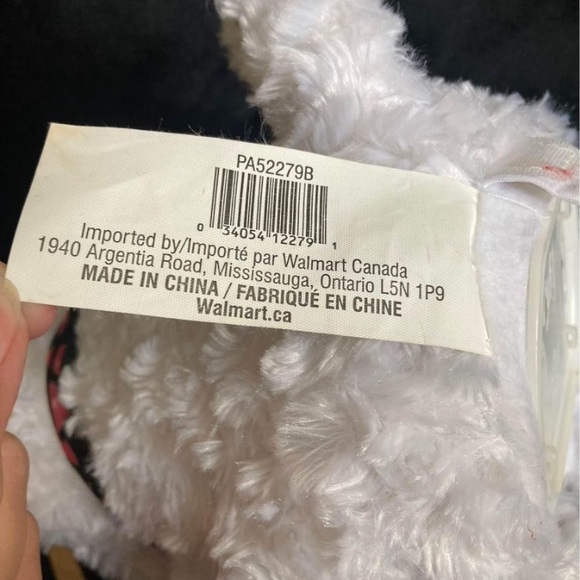 PA52279B
0 34054 12279 1
Imported by/Importé par Walmart Canada
1940 Argentia Road, Mississauga, Ontario L5N 1P9
MADE IN CHINA / FABRIQUÉ EN CHINE
Walmart.ca